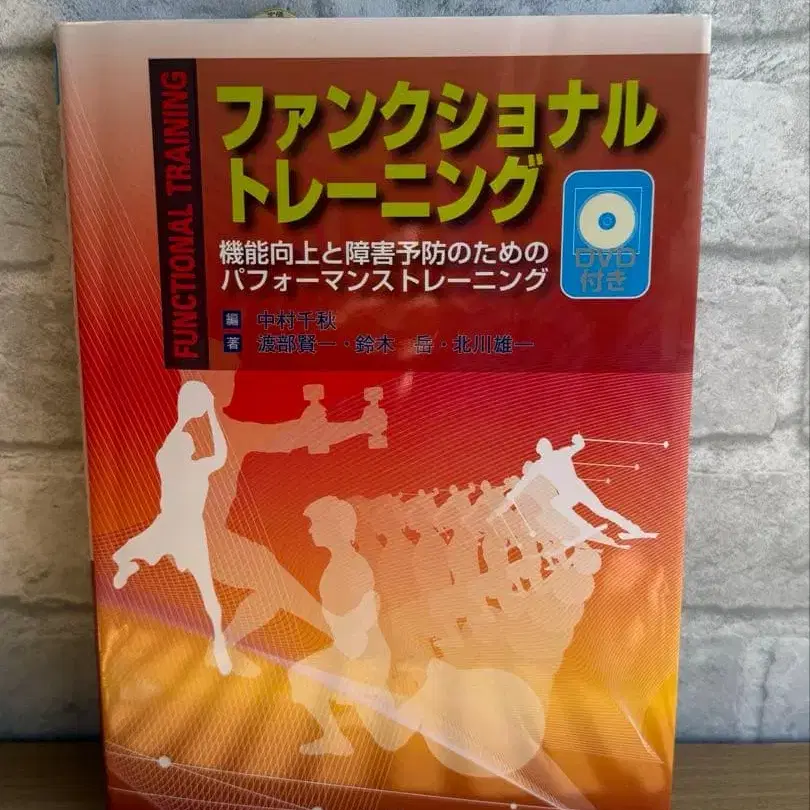 FUNCTIONAL TRAINING
ファンクショナル
トレーニング
機能向上と障害予防のための
パフォーマンストレーニング
DVD
付き
編 中村千秋
著 渡部賢一・鈴木 岳・北川雄一